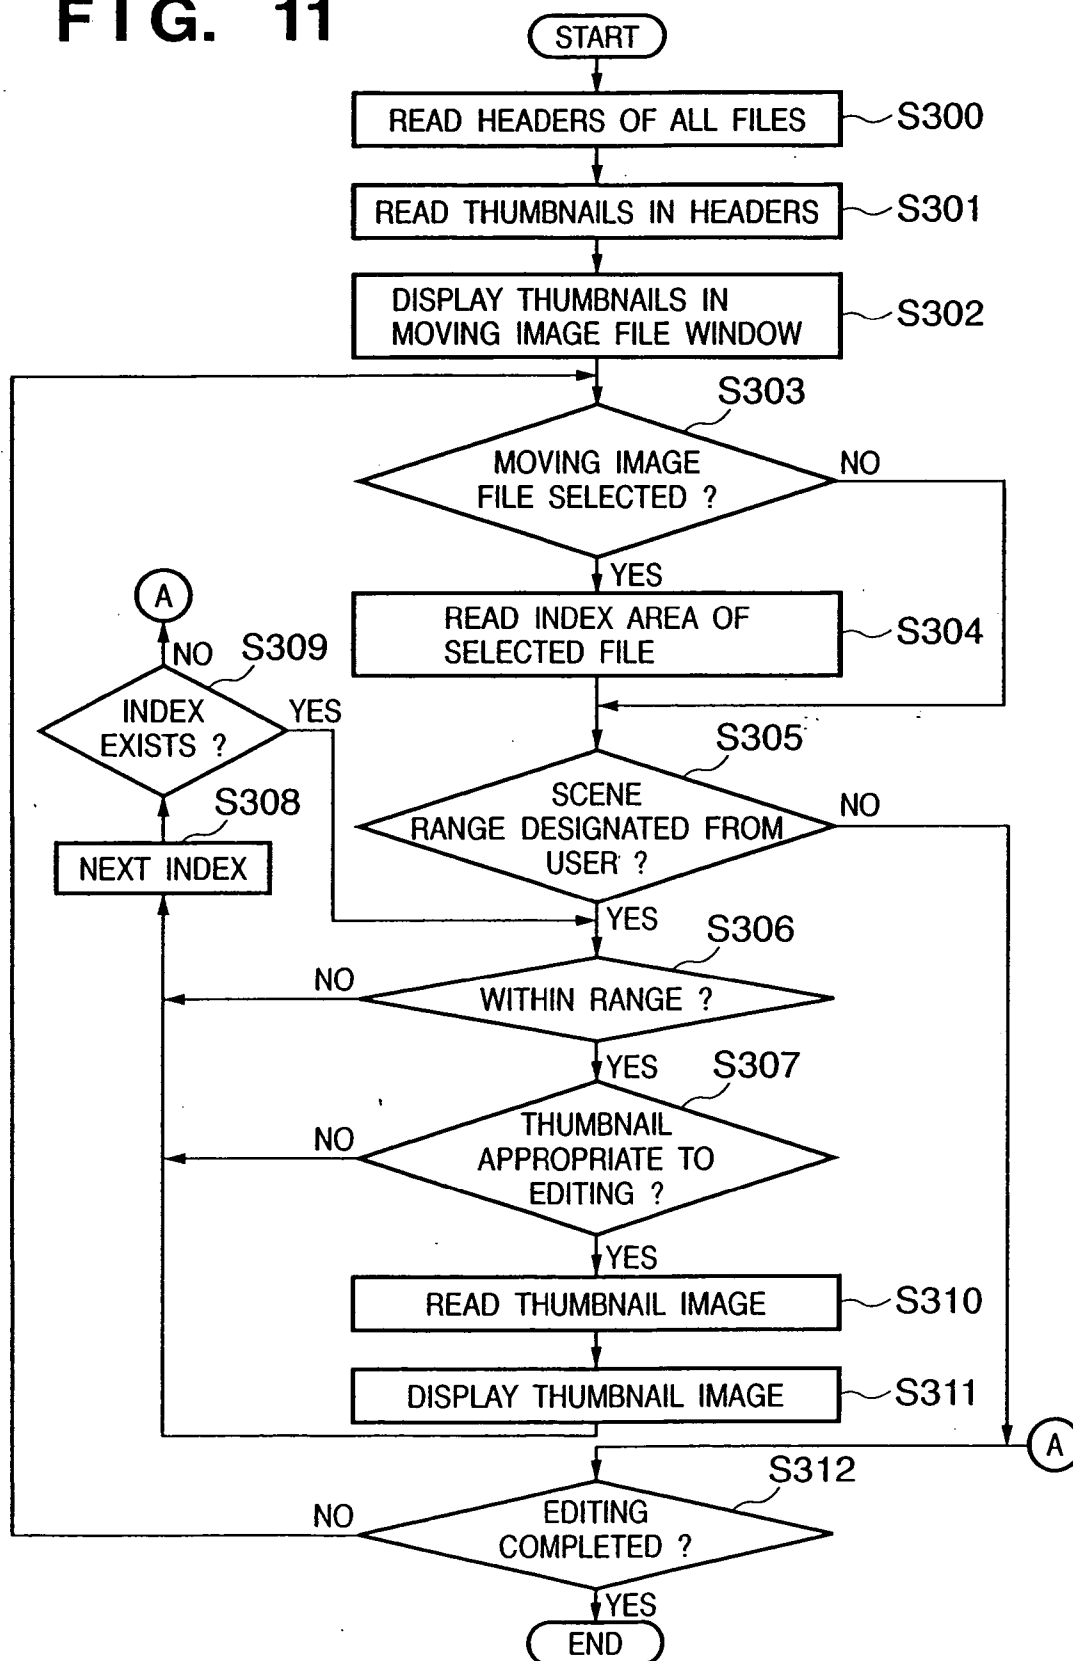 FIG. 11
START
READ HEADERS OF ALL FILES
S300
READ THUMBNAILS IN HEADERS
S301
DISPLAY THUMBNAILS IN
MOVING IMAGE FILE WINDOW
S302
S303
MOVING IMAGE
FILE SELECTED ?
NO
YES
READ INDEX AREA OF
SELECTED FILE
S304
A
NO
S309
INDEX
EXISTS ?
YES
S305
SCENE
RANGE DESIGNATED FROM
USER ?
NO
S308
NEXT INDEX
YES
S306
WITHIN RANGE ?
NO
YES
S307
THUMBNAIL
APPROPRIATE TO
EDITING ?
NO
YES
READ THUMBNAIL IMAGE
S310
DISPLAY THUMBNAIL IMAGE
S311
A
S312
EDITING
COMPLETED ?
NO
YES
END